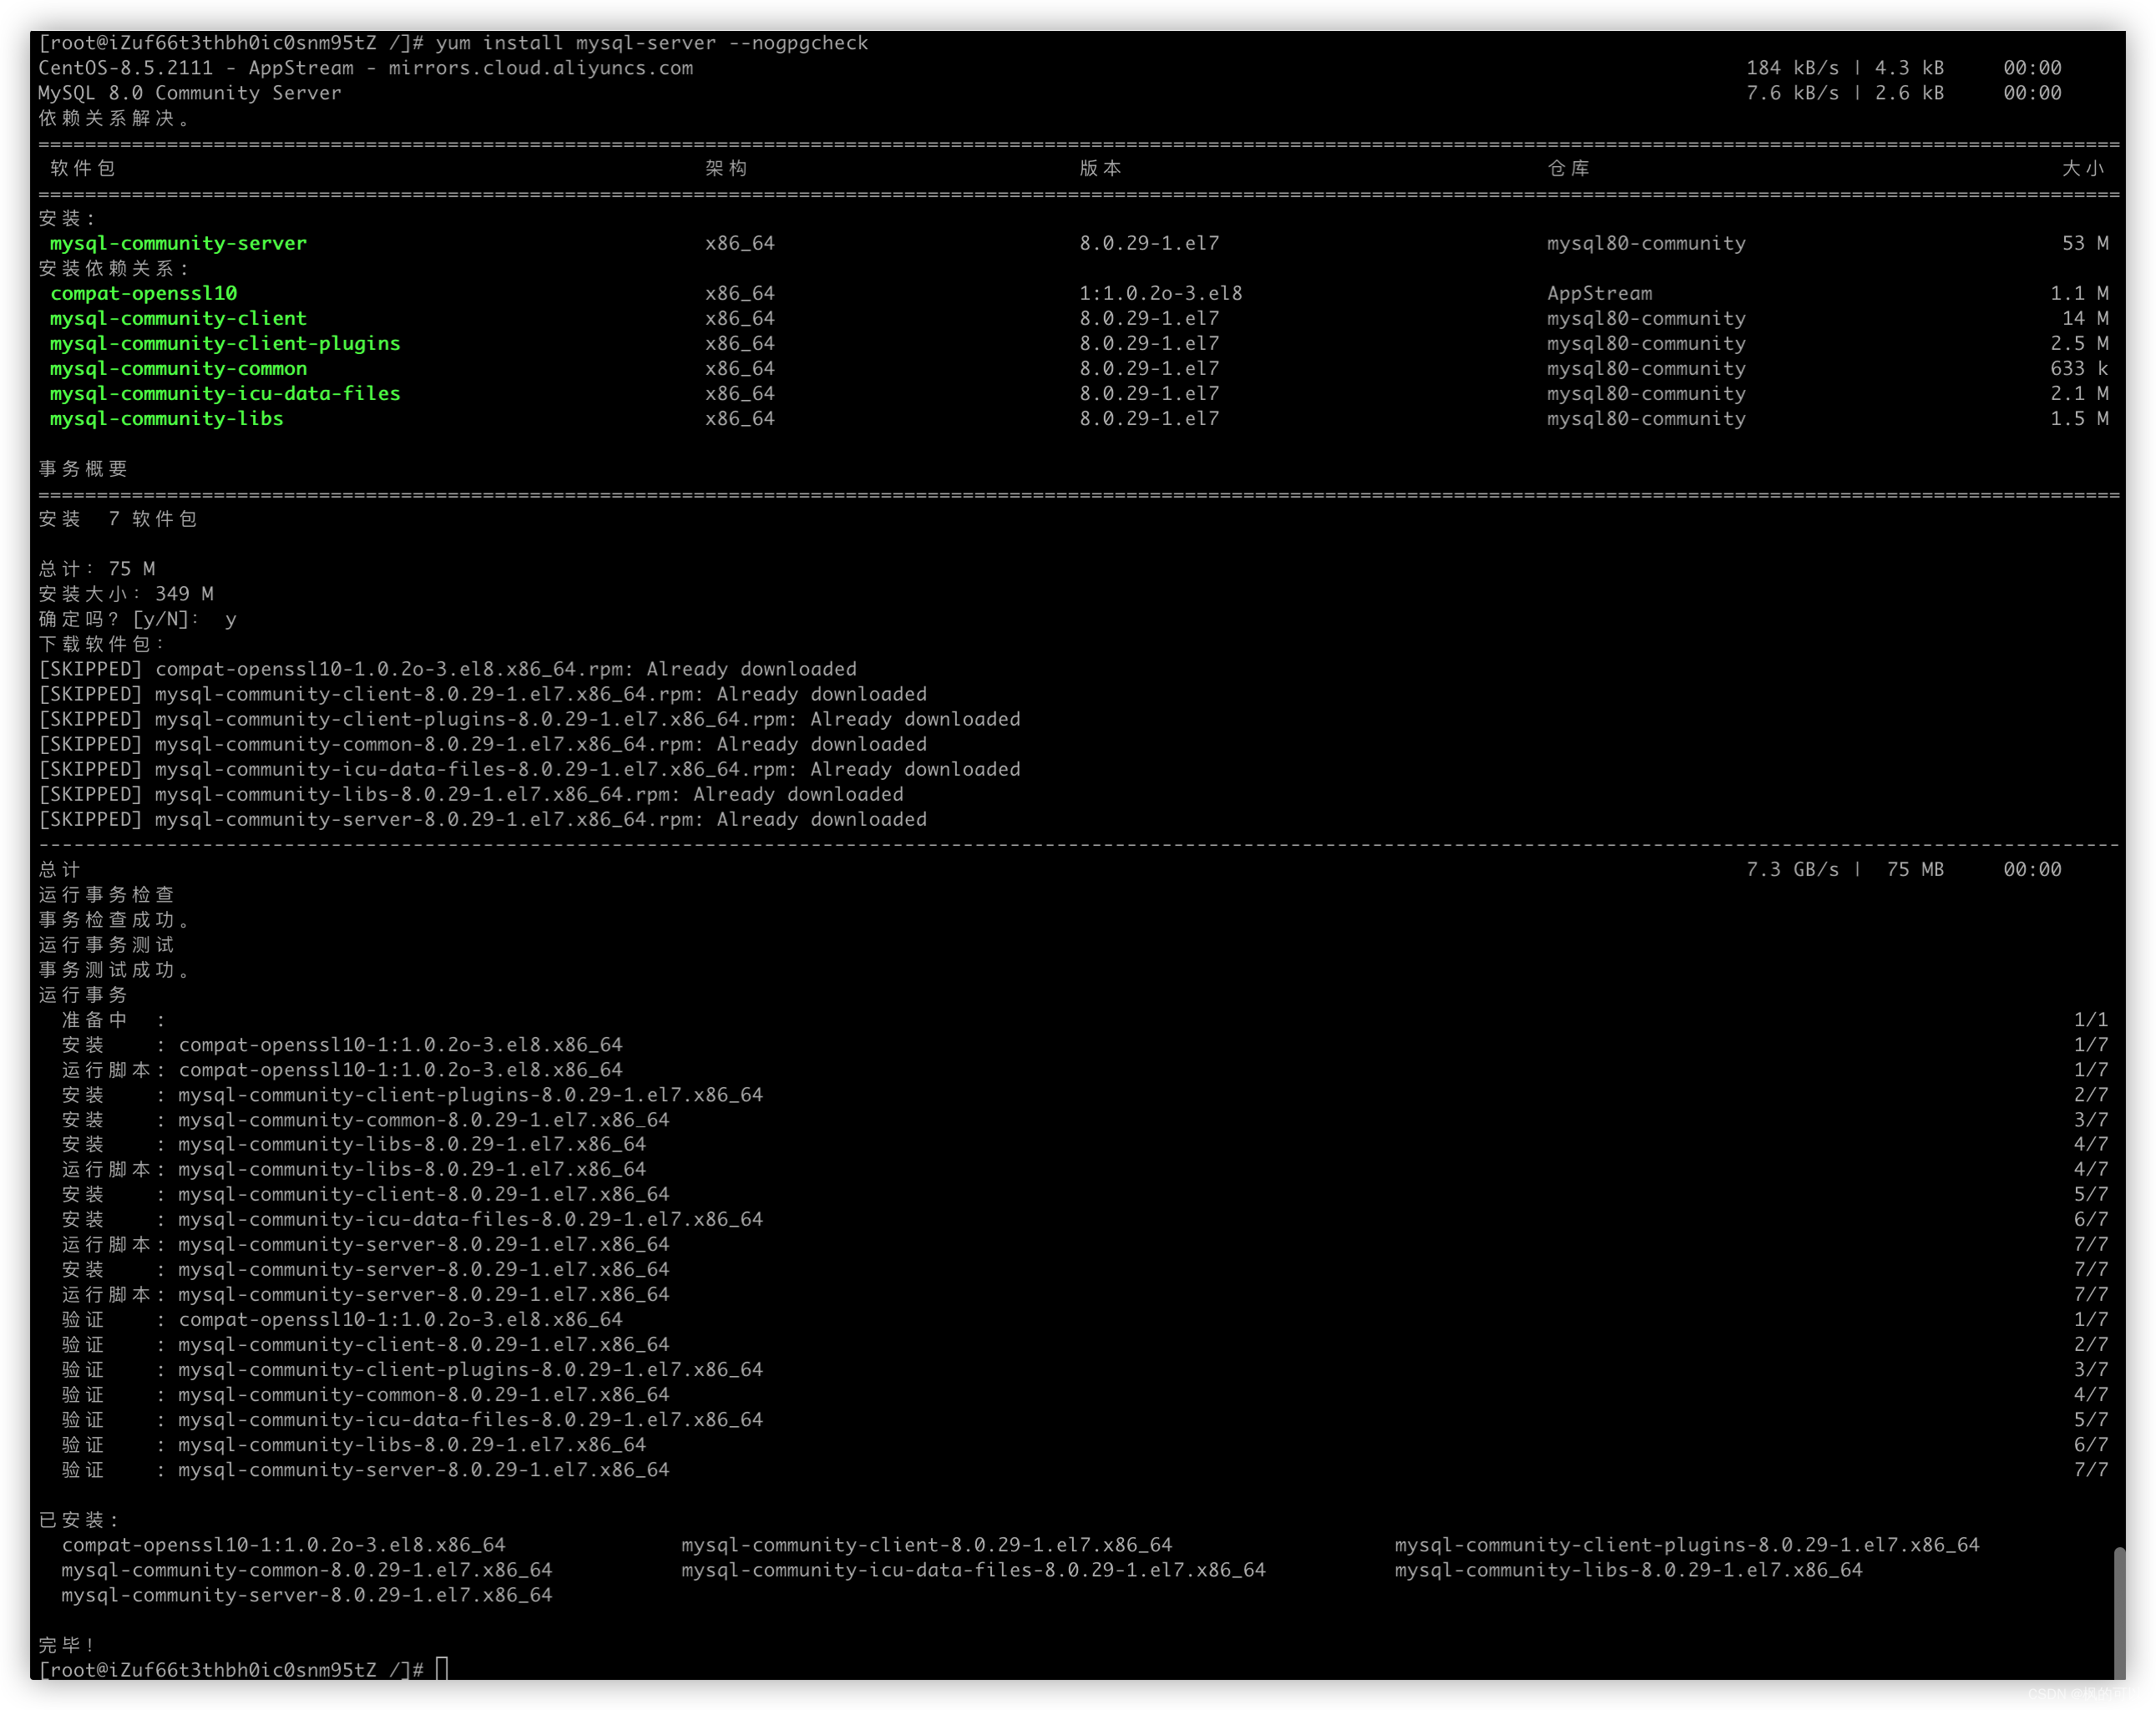 [root@iZuf66t3thbh0ic0snm95tZ /]# yum install mysql-server --nogpgcheck
CentOS-8.5.2111 - AppStream - mirrors.cloud.aliyuncs.com 184 kB/s | 4.3 kB 00:00
MySQL 8.0 Community Server 7.6 kB/s | 2.6 kB 00:00
依赖关系解决。
================================================================================
软件包 架构 版本 仓库 大小
================================================================================
安装:
mysql-community-server x86_64 8.0.29-1.el7 mysql80-community 53 M
安装依赖关系:
compat-openssl10 x86_64 1:1.0.2o-3.el8 AppStream 1.1 M
mysql-community-client x86_64 8.0.29-1.el7 mysql80-community 14 M
mysql-community-client-plugins x86_64 8.0.29-1.el7 mysql80-community 2.5 M
mysql-community-common x86_64 8.0.29-1.el7 mysql80-community 633 k
mysql-community-icu-data-files x86_64 8.0.29-1.el7 mysql80-community 2.1 M
mysql-community-libs x86_64 8.0.29-1.el7 mysql80-community 1.5 M
事务概要
================================================================================
安装 7 软件包
总计：75 M
安装大小：349 M
确定吗？[y/N]： y
下载软件包:
[SKIPPED] compat-openssl10-1.0.2o-3.el8.x86_64.rpm: Already downloaded
[SKIPPED] mysql-community-client-8.0.29-1.el7.x86_64.rpm: Already downloaded
[SKIPPED] mysql-community-client-plugins-8.0.29-1.el7.x86_64.rpm: Already downloaded
[SKIPPED] mysql-community-common-8.0.29-1.el7.x86_64.rpm: Already downloaded
[SKIPPED] mysql-community-icu-data-files-8.0.29-1.el7.x86_64.rpm: Already downloaded
[SKIPPED] mysql-community-libs-8.0.29-1.el7.x86_64.rpm: Already downloaded
[SKIPPED] mysql-community-server-8.0.29-1.el7.x86_64.rpm: Already downloaded
--------------------------------------------------------------------------------
总计 7.3 GB/s | 75 MB 00:00
运行事务检查
事务检查成功。
运行事务测试
事务测试成功。
运行事务
准备中 : 1/1
安装 : compat-openssl10-1:1.0.2o-3.el8.x86_64 1/7
运行脚本: compat-openssl10-1:1.0.2o-3.el8.x86_64 1/7
安装 : mysql-community-client-plugins-8.0.29-1.el7.x86_64 2/7
安装 : mysql-community-common-8.0.29-1.el7.x86_64 3/7
安装 : mysql-community-libs-8.0.29-1.el7.x86_64 4/7
运行脚本: mysql-community-libs-8.0.29-1.el7.x86_64 4/7
安装 : mysql-community-client-8.0.29-1.el7.x86_64 5/7
安装 : mysql-community-icu-data-files-8.0.29-1.el7.x86_64 6/7
运行脚本: mysql-community-server-8.0.29-1.el7.x86_64 7/7
安装 : mysql-community-server-8.0.29-1.el7.x86_64 7/7
运行脚本: mysql-community-server-8.0.29-1.el7.x86_64 7/7
验证 : compat-openssl10-1:1.0.2o-3.el8.x86_64 1/7
验证 : mysql-community-client-8.0.29-1.el7.x86_64 2/7
验证 : mysql-community-client-plugins-8.0.29-1.el7.x86_64 3/7
验证 : mysql-community-common-8.0.29-1.el7.x86_64 4/7
验证 : mysql-community-icu-data-files-8.0.29-1.el7.x86_64 5/7
验证 : mysql-community-libs-8.0.29-1.el7.x86_64 6/7
验证 : mysql-community-server-8.0.29-1.el7.x86_64 7/7
已安装:
compat-openssl10-1:1.0.2o-3.el8.x86_64 mysql-community-client-8.0.29-1.el7.x86_64 mysql-community-client-plugins-8.0.29-1.el7.x86_64
mysql-community-common-8.0.29-1.el7.x86_64 mysql-community-icu-data-files-8.0.29-1.el7.x86_64 mysql-community-libs-8.0.29-1.el7.x86_64
mysql-community-server-8.0.29-1.el7.x86_64
完毕！
[root@iZuf66t3thbh0ic0snm95tZ /]#